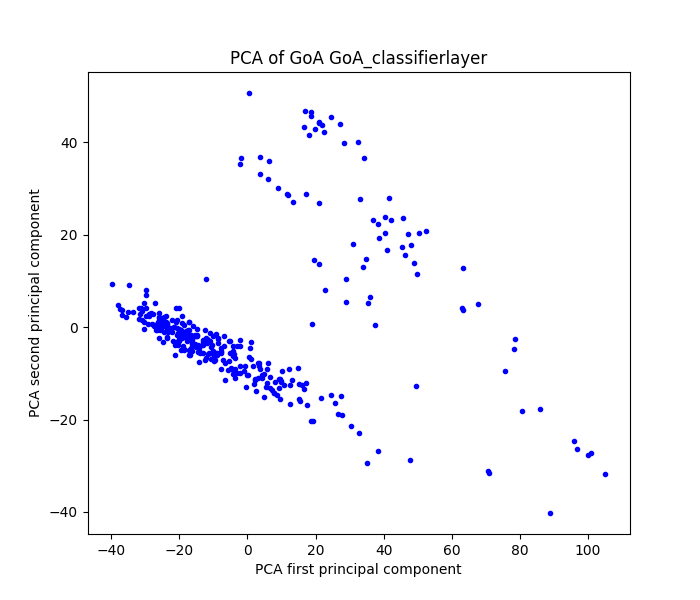 PCA of GoA GoA_classifierlayer
PCA second principal component
40
20
0
−20
−40
−40 −20 0 20 40 60 80 100
PCA first principal component